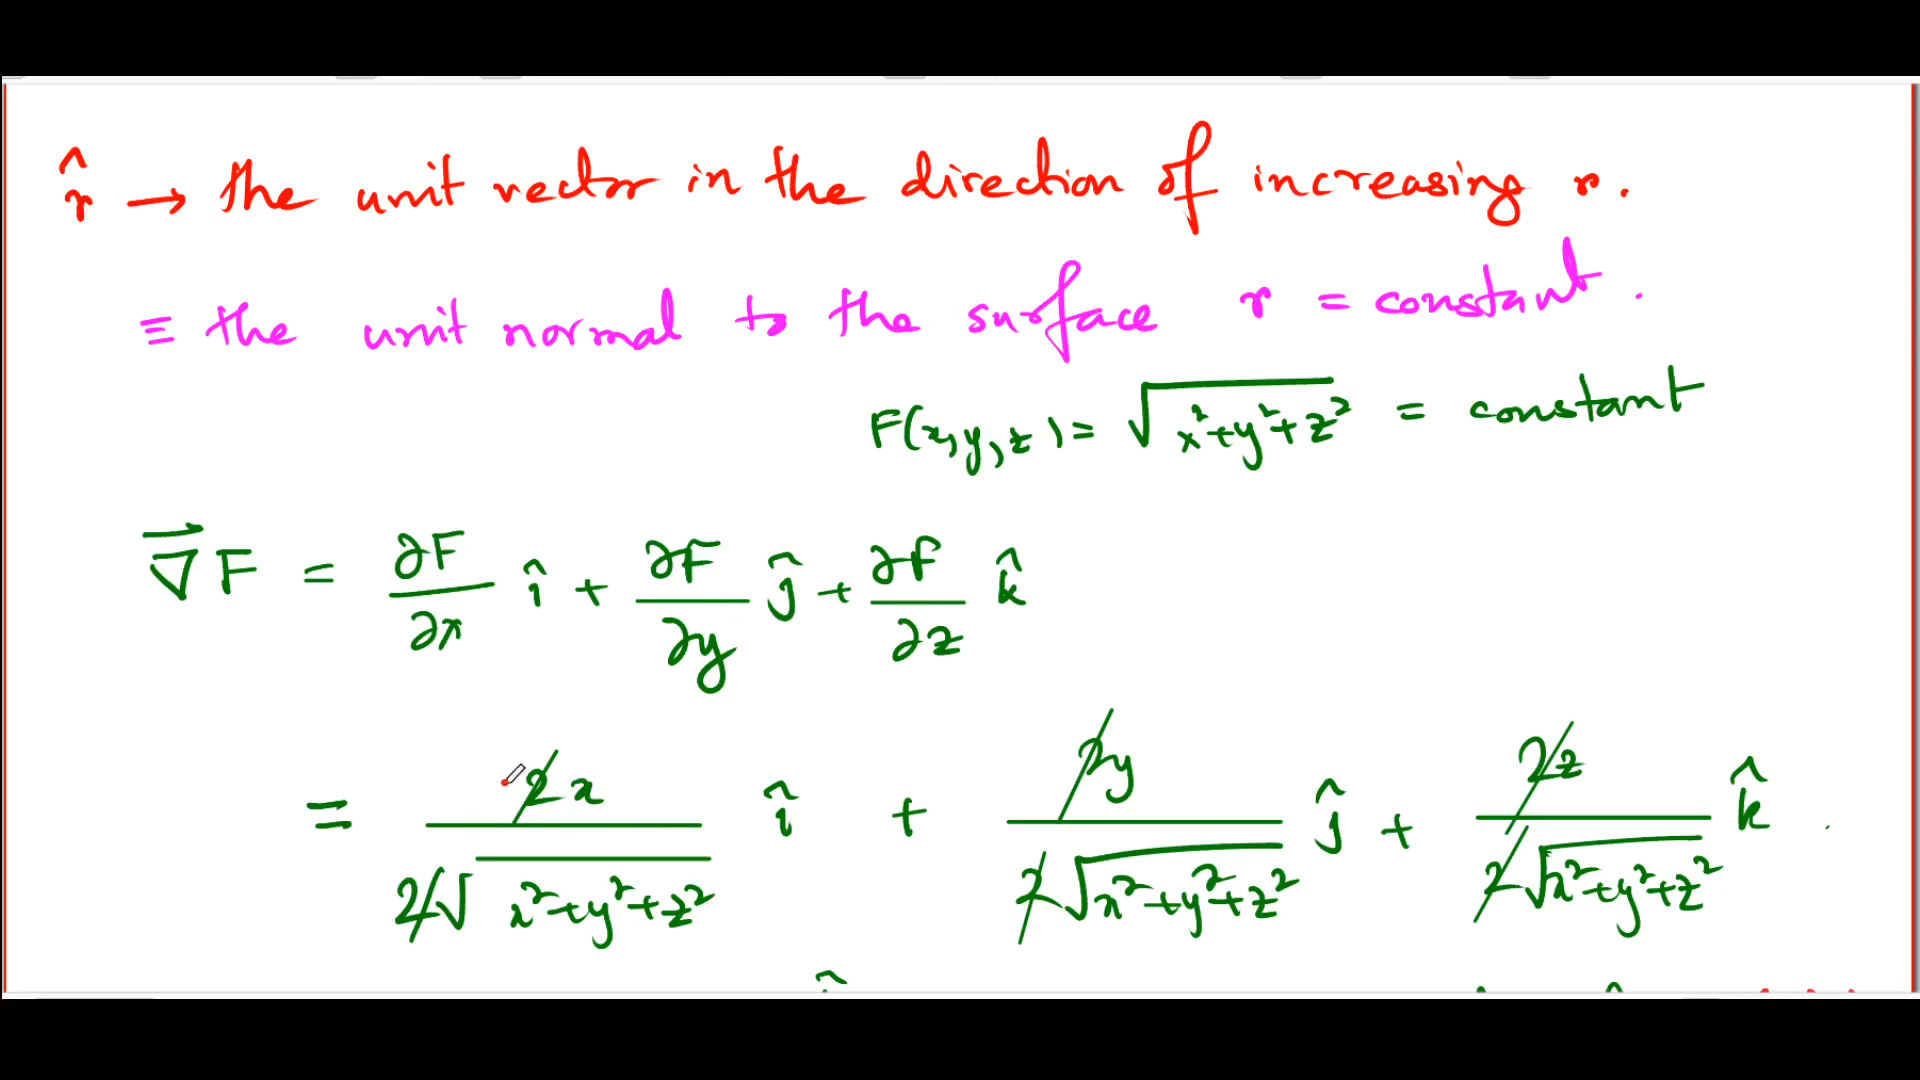 r̂ → the unit vector in the direction of increasing r.
≡ the unit normal to the surface r = constant.
F(x,y,z) = √(x²+y²+z²) = constant
∇⃗F = ∂F/∂x î + ∂F/∂y ĵ + ∂F/∂z k̂
= 2x/2√(x²+y²+z²) î + 2y/2√(x²+y²+z²) ĵ + 2z/2√(x²+y²+z²) k̂.